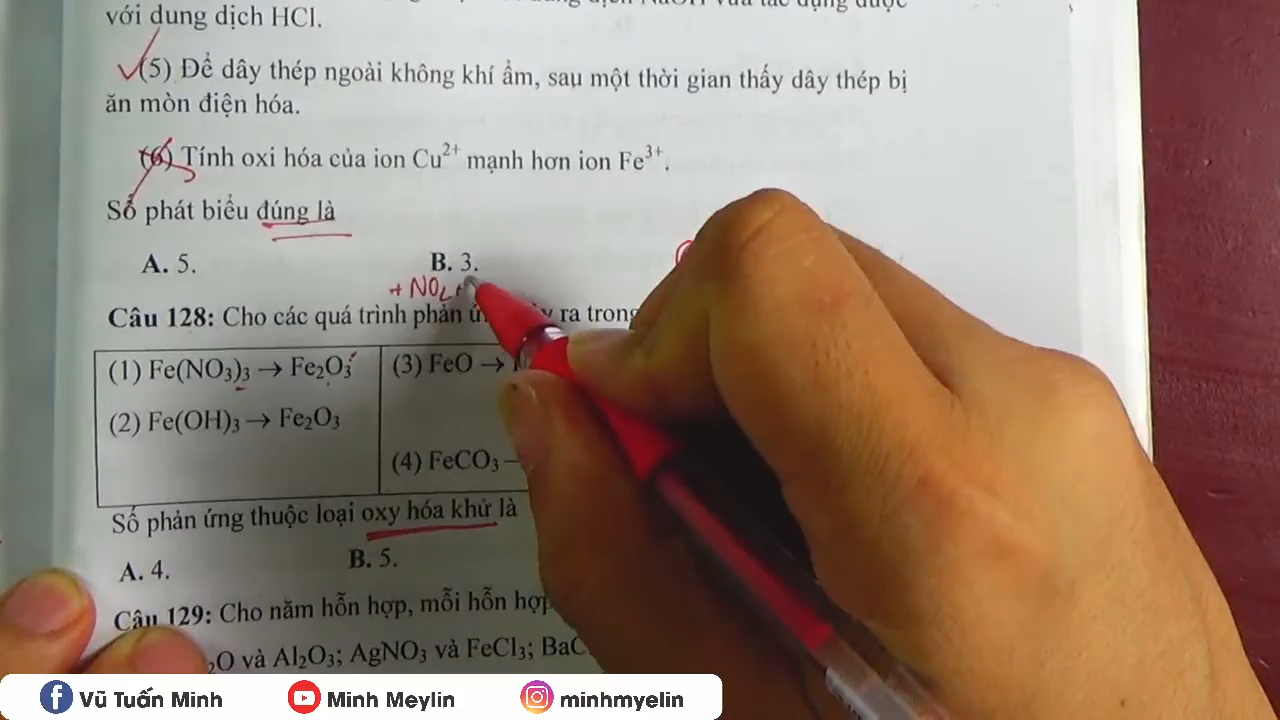 với dung dịch HCl.
(5) Để dây thép ngoài không khí ẩm, sau một thời gian thấy dây thép bị
ăn mòn điện hóa.
(6) Tính oxi hóa của ion Cu²⁺ mạnh hơn ion Fe³⁺.
Số phát biểu đúng là
A. 5. B. 3.
+ NO₂
Câu 128: Cho các quá trình phản ứ ra trong
(1) Fe(NO₃)₃ → Fe₂O₃ (3) FeO →
(2) Fe(OH)₃ → Fe₂O₃
(4) FeCO₃
Số phản ứng thuộc loại oxy hóa khử là
A. 4. B. 5.
Câu 129: Cho năm hỗn hợp, mỗi hỗn hợp
₂O và Al₂O₃; AgNO₃ và FeCl₃; BaC
Vũ Tuấn Minh Minh Meylin minhmyelin